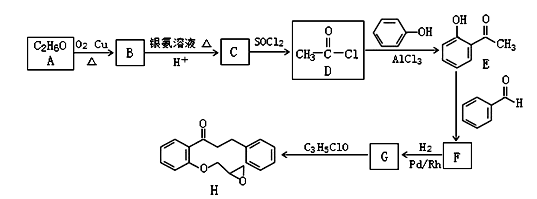 C₂H₆O
A
O₂ Cu
△
B
银氨溶液 △
H⁺
C
SOCl₂
O
CH₃ Cl
D
OH
AlCl₃
OH O
CH₃
E
O
H
F
H₂
Pd/Rh
G
C₃H₅ClO
O
O
O
H